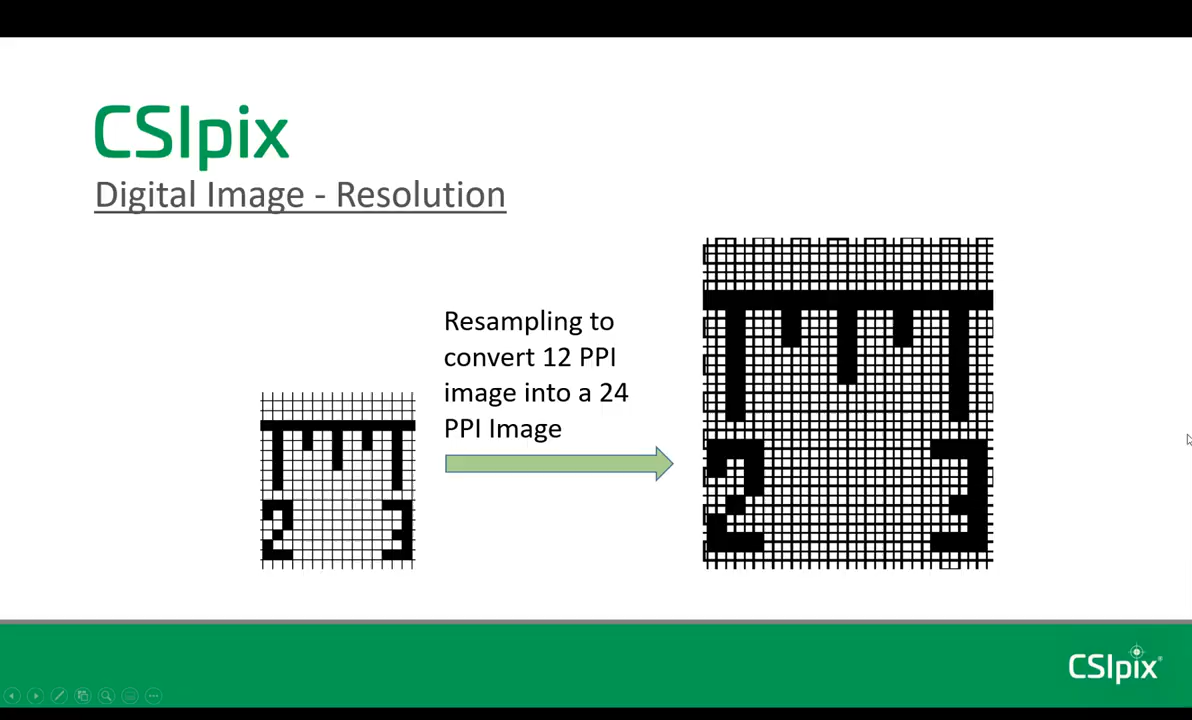 CSIpix
Digital Image - Resolution
Resampling to
convert 12 PPI
image into a 24
PPI Image
2 3
2 3
CSIpix®